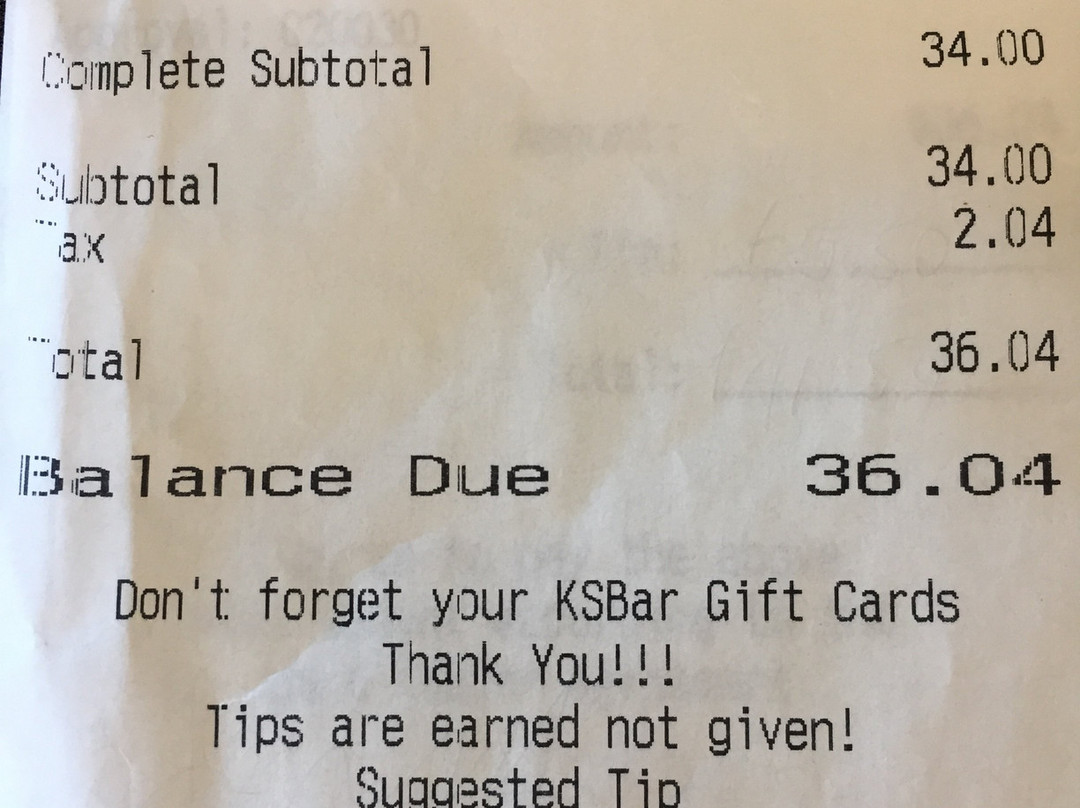 Complete Subtotal 34.00
Subtotal 34.00
Tax 2.04
Total 36.04
Balance Due 36.04
Don't forget your KSBar Gift Cards
Thank You!!!
Tips are earned not given!
Suggested Tip